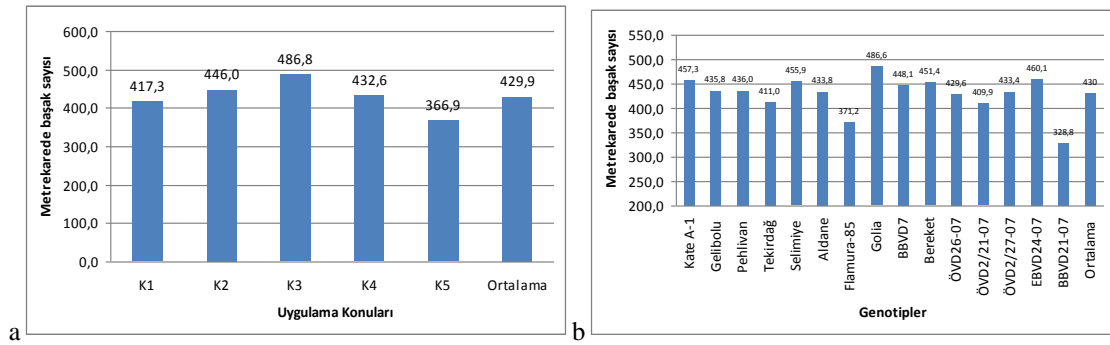 Metrekarede başak sayısı
600,0
500,0
400,0
300,0
200,0
100,0
0,0
417,3
446,0
486,8
432,6
366,9
429,9
K1
K2
K3
K4
K5
Ortalama
Uygulama Konuları
a
Metrekarede başak sayısı
550,0
500,0
450,0
400,0
350,0
300,0
250,0
200,0
457,3
435,8
436,0
411,0
455,9
433,8
371,2
486,6
448,1
451,4
429,6
409,9
433,4
460,1
328,8
430
Kate A-1
Gelibolu
Pehlivan
Tekirdağ
Selimiye
Aldane
Flamura-85
Golia
BBVD7
Bereket
ÖVD26-07
ÖVD2/21-07
ÖVD2/27-07
EBVD24-07
BBVD21-07
Ortalama
Genotipler
b